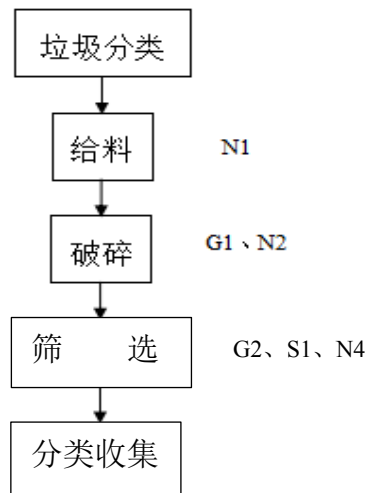 垃圾分类
给料 N1
破碎 G1、N2
筛 选 G2、S1、N4
分类收集